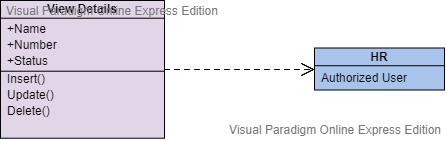 View Details
Visual Paradigm Online Express Edition
+Name
+Number
+Status
Insert()
Update()
Delete()
HR
Authorized User
Visual Paradigm Online Express Edition